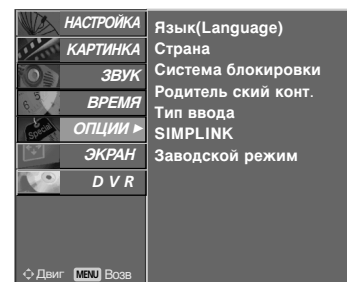 НАСТРОЙКА
КАРТИНКА
ЗВУК
ВРЕМЯ
ОПЦИИ ►
ЭКРАН
D V R
Двиг MENU Возв
Язык(Language)
Страна
Система блокировки
Родитель ский конт.
Тип ввода
SIMPLINK
Заводской режим